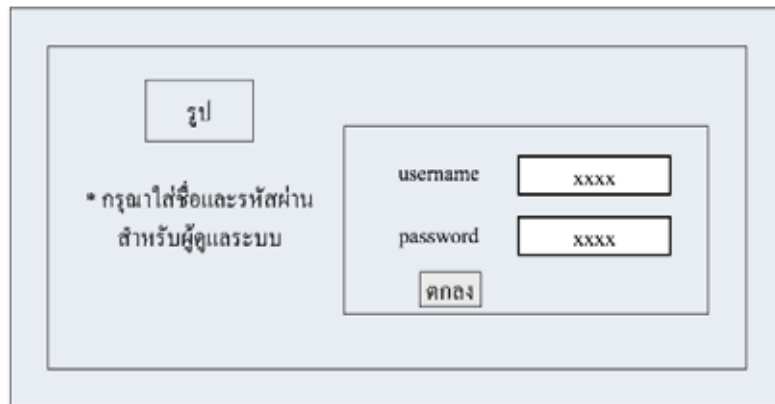 รูป
* กรุณาใส่ชื่อและรหัสผ่าน
สำหรับผู้ดูแลระบบ
username xxxx
password xxxx
ตกลง